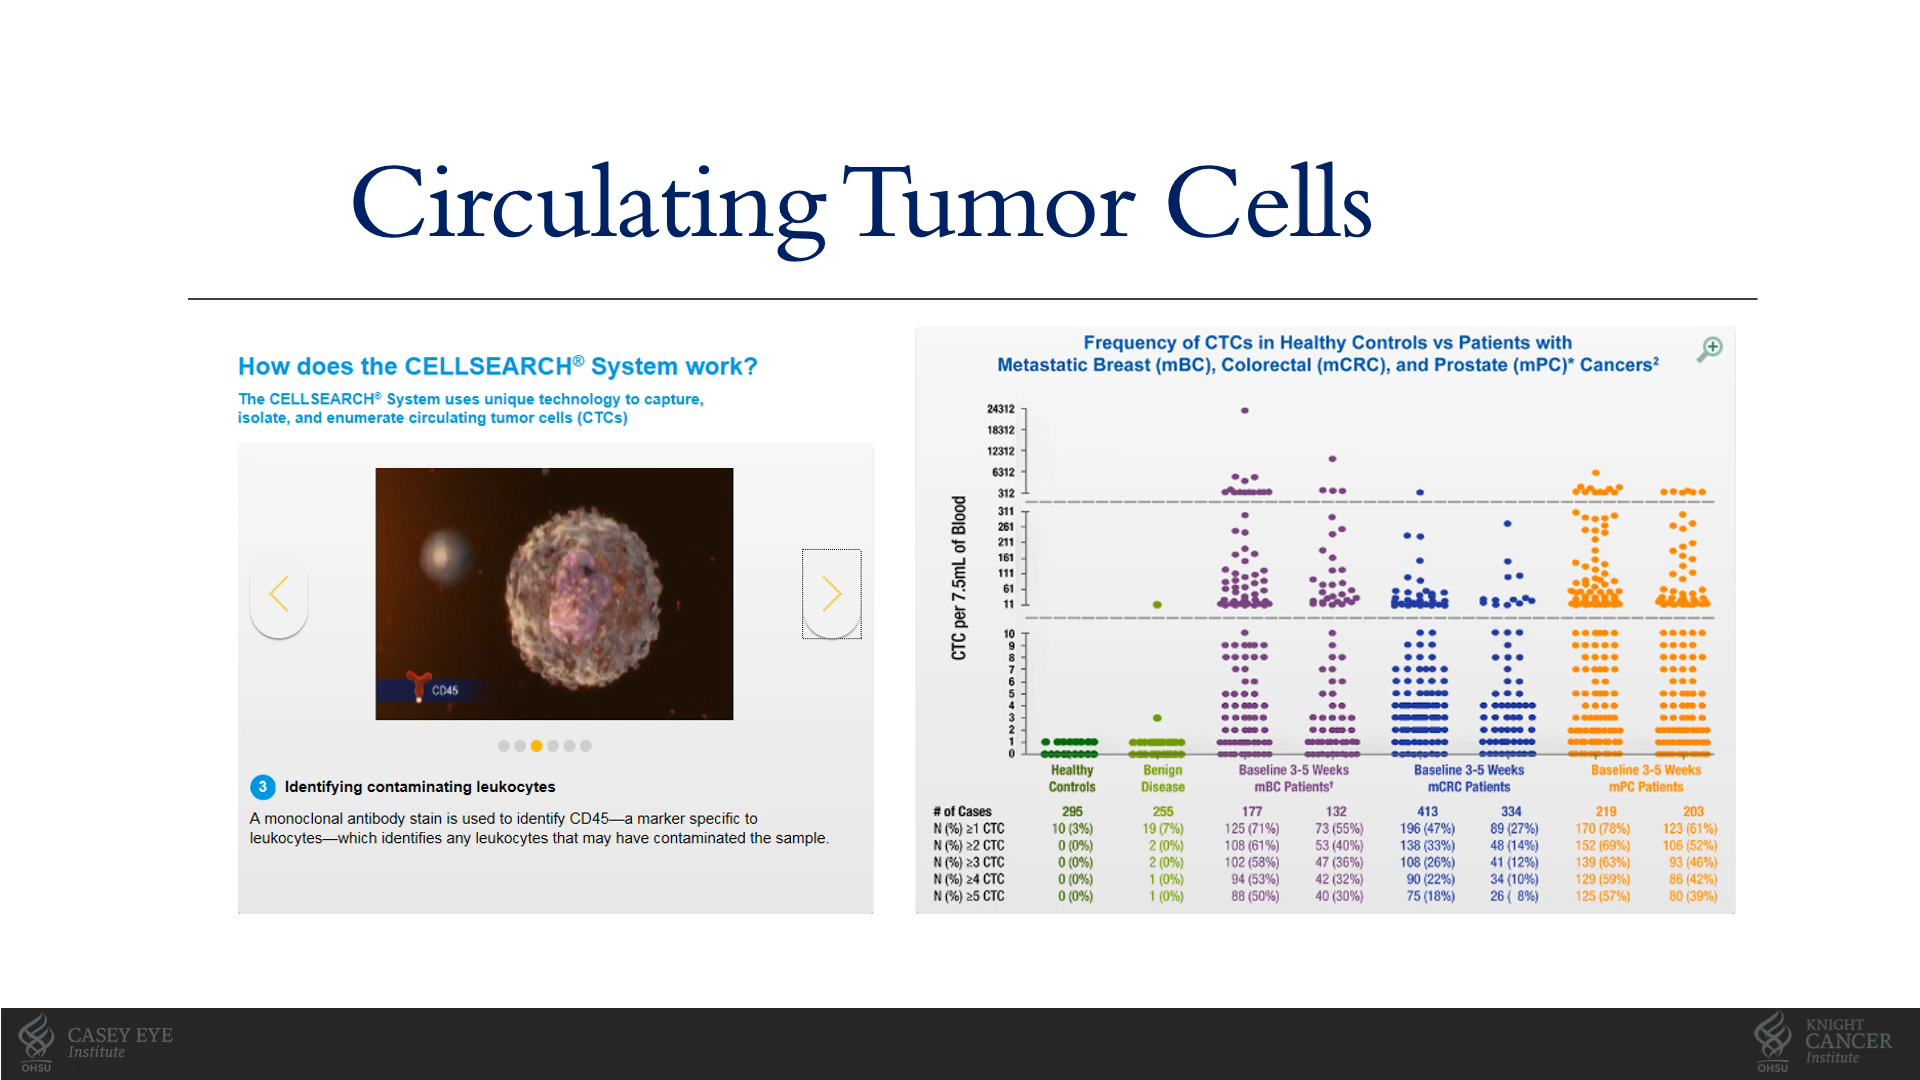 Circulating Tumor Cells
How does the CELLSEARCH® System work?
The CELLSEARCH® System uses unique technology to capture,
isolate, and enumerate circulating tumor cells (CTCs)
CD45
3 Identifying contaminating leukocytes
A monoclonal antibody stain is used to identify CD45—a marker specific to
leukocytes—which identifies any leukocytes that may have contaminated the sample.
Frequency of CTCs in Healthy Controls vs Patients with
Metastatic Breast (mBC), Colorectal (mCRC), and Prostate (mPC)* Cancers²
CTC per 7.5mL of Blood
24312
18312
12312
6312
312
311
261
211
161
111
61
11
10
9
8
7
6
5
4
3
2
1
0
Healthy Benign Baseline 3-5 Weeks Baseline 3-5 Weeks Baseline 3-5 Weeks
Controls Disease mBC Patients† mCRC Patients mPC Patients
# of Cases 295 255 177 132 413 334 219 203
N (%) ≥1 CTC 10 (3%) 19 (7%) 125 (71%) 73 (55%) 196 (47%) 89 (27%) 170 (78%) 123 (61%)
N (%) ≥2 CTC 0 (0%) 2 (0%) 108 (61%) 53 (40%) 138 (33%) 48 (14%) 152 (69%) 106 (52%)
N (%) ≥3 CTC 0 (0%) 2 (0%) 102 (58%) 47 (36%) 108 (26%) 41 (12%) 139 (63%) 93 (46%)
N (%) ≥4 CTC 0 (0%) 1 (0%) 94 (53%) 42 (32%) 90 (22%) 34 (10%) 129 (59%) 86 (42%)
N (%) ≥5 CTC 0 (0%) 1 (0%) 88 (50%) 40 (30%) 75 (18%) 26 ( 8%) 125 (57%) 80 (39%)
CASEY EYE
Institute
OHSU
KNIGHT
CANCER
Institute
OHSU